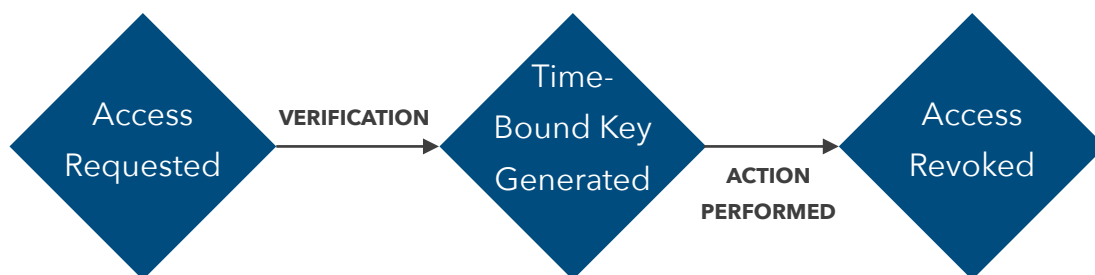 Access
Requested
VERIFICATION
Time-
Bound Key
Generated
ACTION
PERFORMED
Access
Revoked